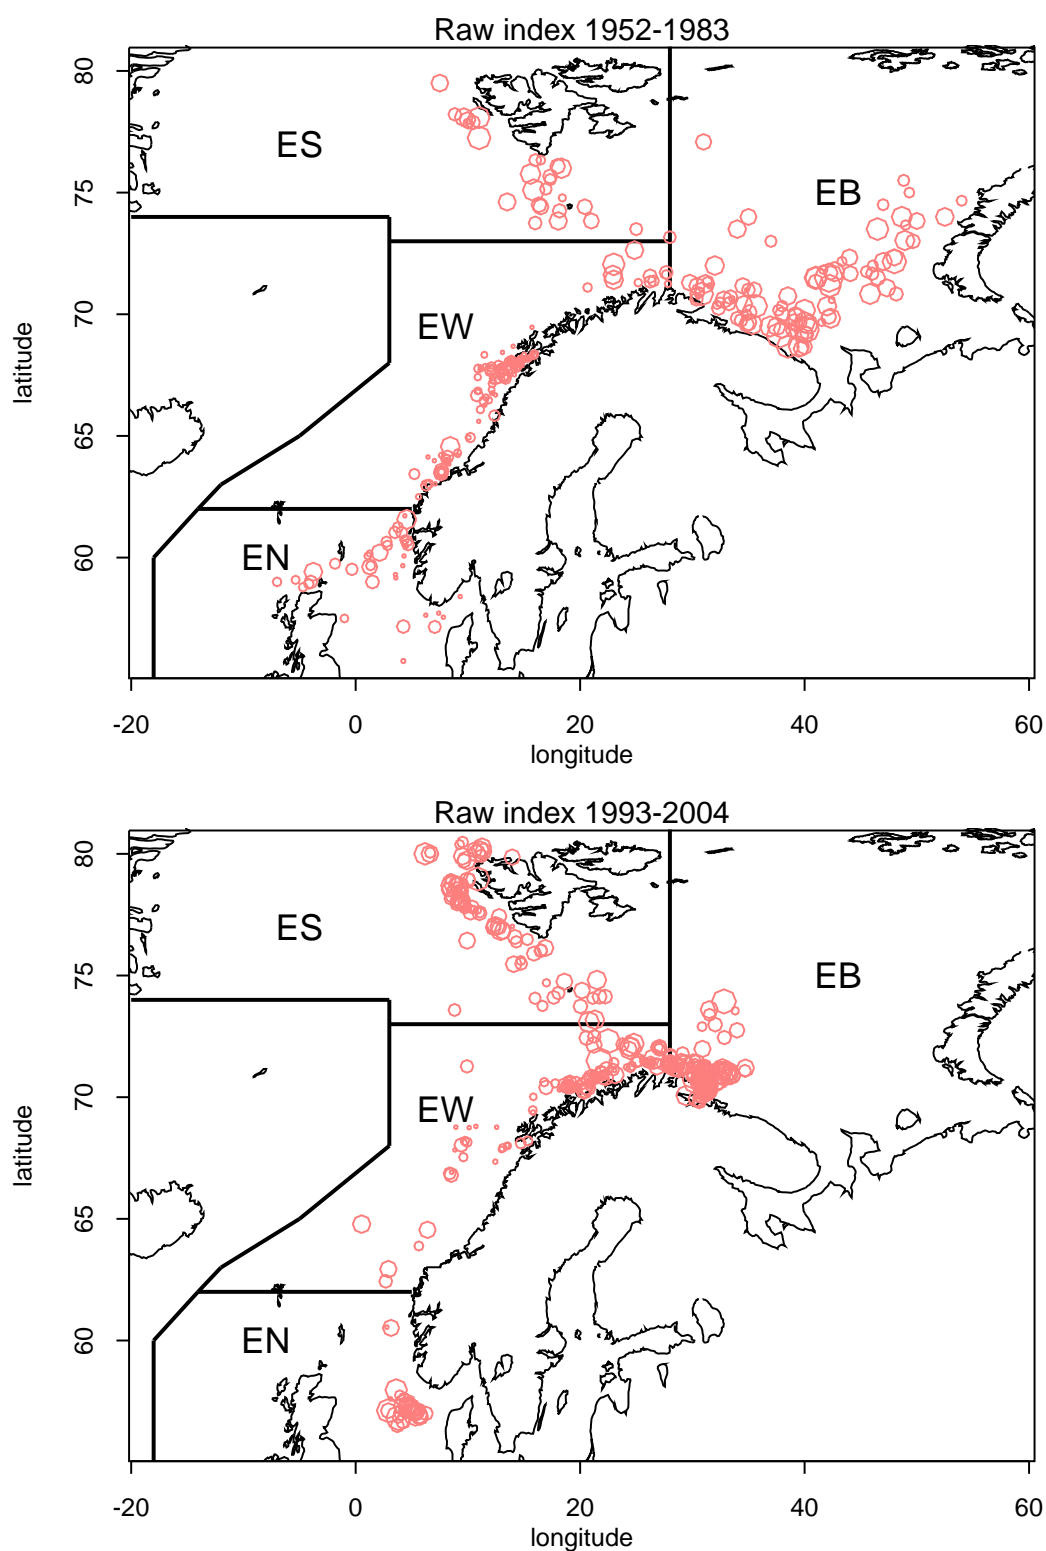 Raw index 1952-1983
80
ES
EB
75
70
EW
latitude
65
EN
60
-20 0 20 40 60
longitude
Raw index 1993-2004
80
ES
EB
75
70
EW
latitude
65
EN
60
-20 0 20 40 60
longitude